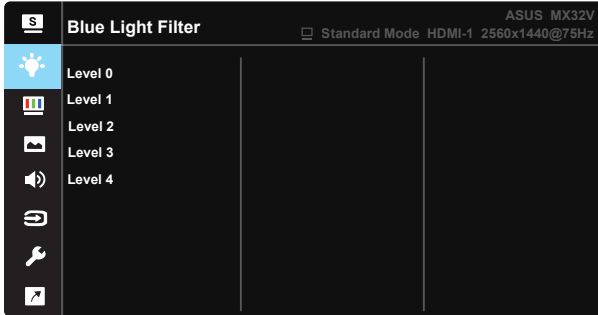 S
Blue Light Filter
ASUS MX32V
Standard Mode HDMI-1 2560x1440@75Hz
Level 0
Level 1
Level 2
Level 3
Level 4